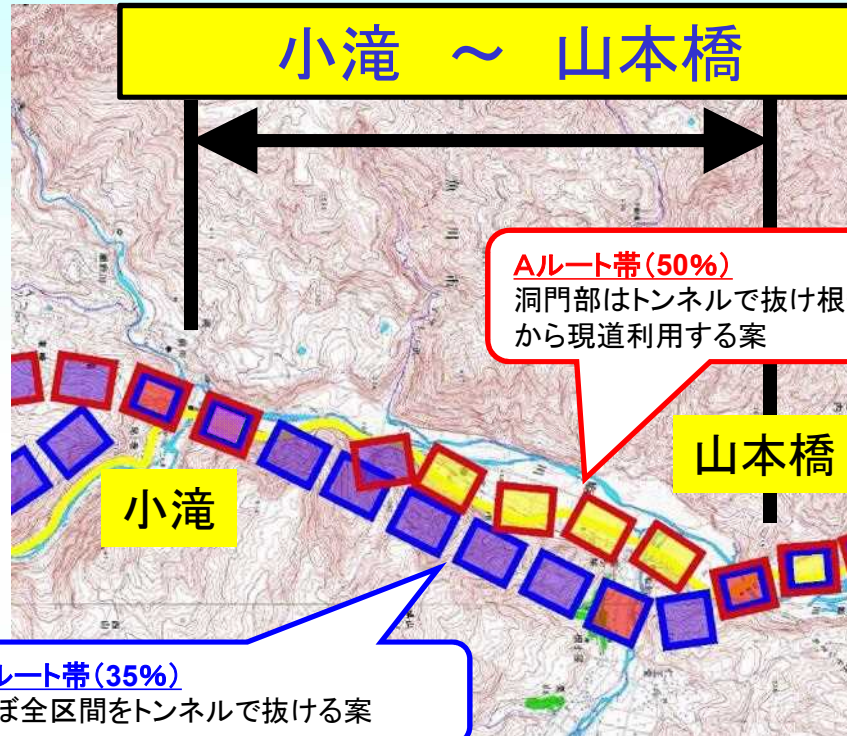 小滝 ～ 山本橋
Aルート帯(50%)
洞門部はトンネルで抜け根
から現道利用する案
山本橋
小滝
ルート帯(35%)
ぼ全区間をトンネルで抜ける案